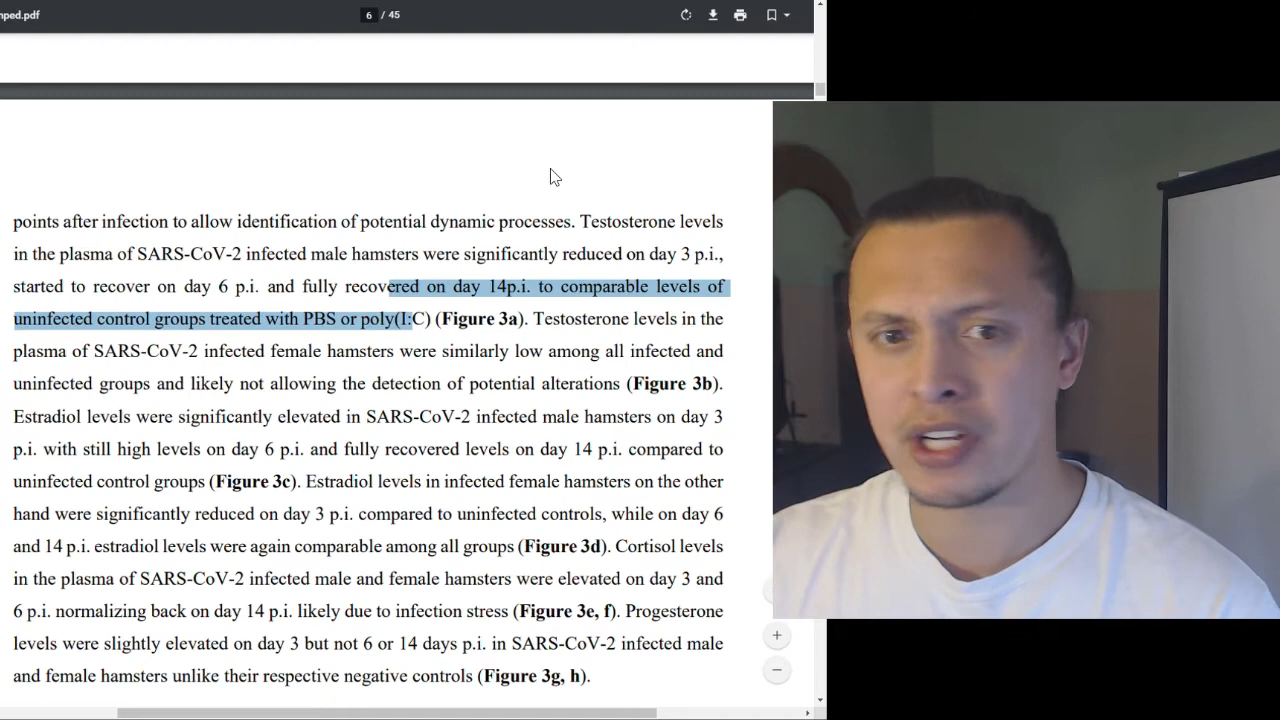 nped.pdf
6 / 45
points after infection to allow identification of potential dynamic processes. Testosterone levels
in the plasma of SARS-CoV-2 infected male hamsters were significantly reduced on day 3 p.i.,
started to recover on day 6 p.i. and fully recovered on day 14p.i. to comparable levels of
uninfected control groups treated with PBS or poly(I:C) (Figure 3a). Testosterone levels in the
plasma of SARS-CoV-2 infected female hamsters were similarly low among all infected and
uninfected groups and likely not allowing the detection of potential alterations (Figure 3b).
Estradiol levels were significantly elevated in SARS-CoV-2 infected male hamsters on day 3
p.i. with still high levels on day 6 p.i. and fully recovered levels on day 14 p.i. compared to
uninfected control groups (Figure 3c). Estradiol levels in infected female hamsters on the other
hand were significantly reduced on day 3 p.i. compared to uninfected controls, while on day 6
and 14 p.i. estradiol levels were again comparable among all groups (Figure 3d). Cortisol levels
in the plasma of SARS-CoV-2 infected male and female hamsters were elevated on day 3 and
6 p.i. normalizing back on day 14 p.i. likely due to infection stress (Figure 3e, f). Progesterone
levels were slightly elevated on day 3 but not 6 or 14 days p.i. in SARS-CoV-2 infected male
and female hamsters unlike their respective negative controls (Figure 3g, h).